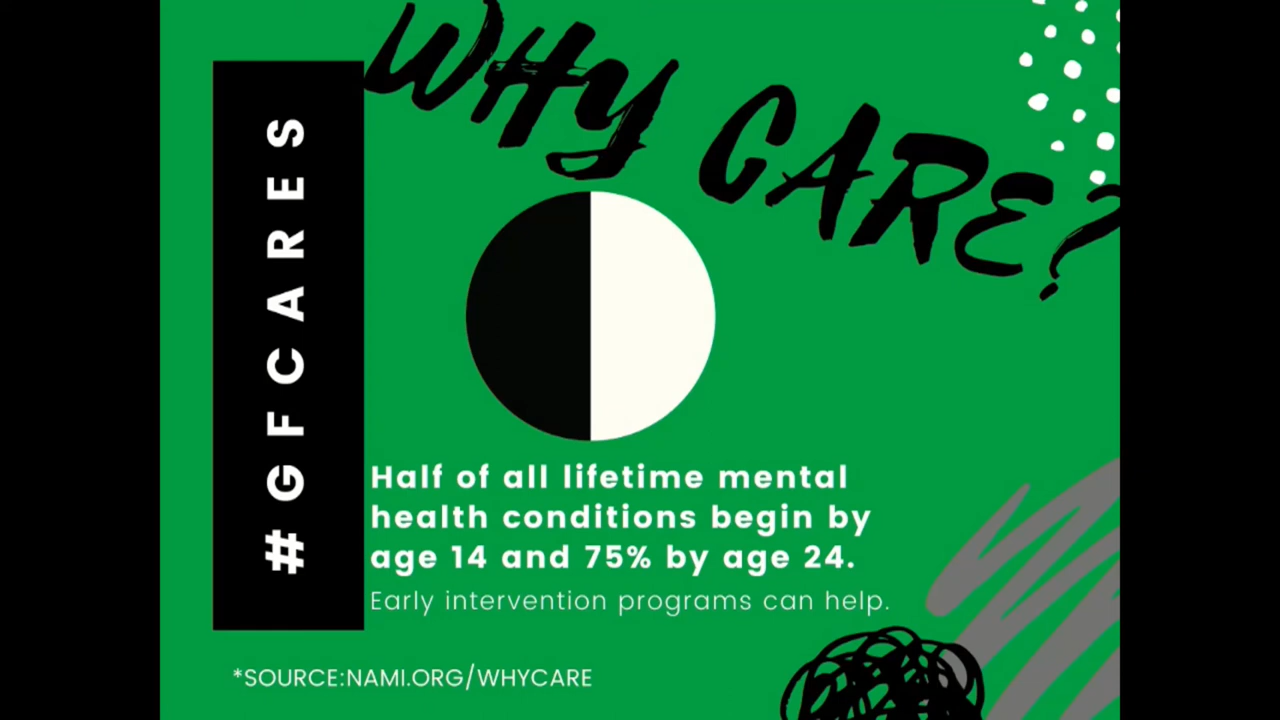 WHY CARE?
#GFCARES
Half of all lifetime mental
health conditions begin by
age 14 and 75% by age 24.
Early intervention programs can help.
*SOURCE:NAMI.ORG/WHYCARE